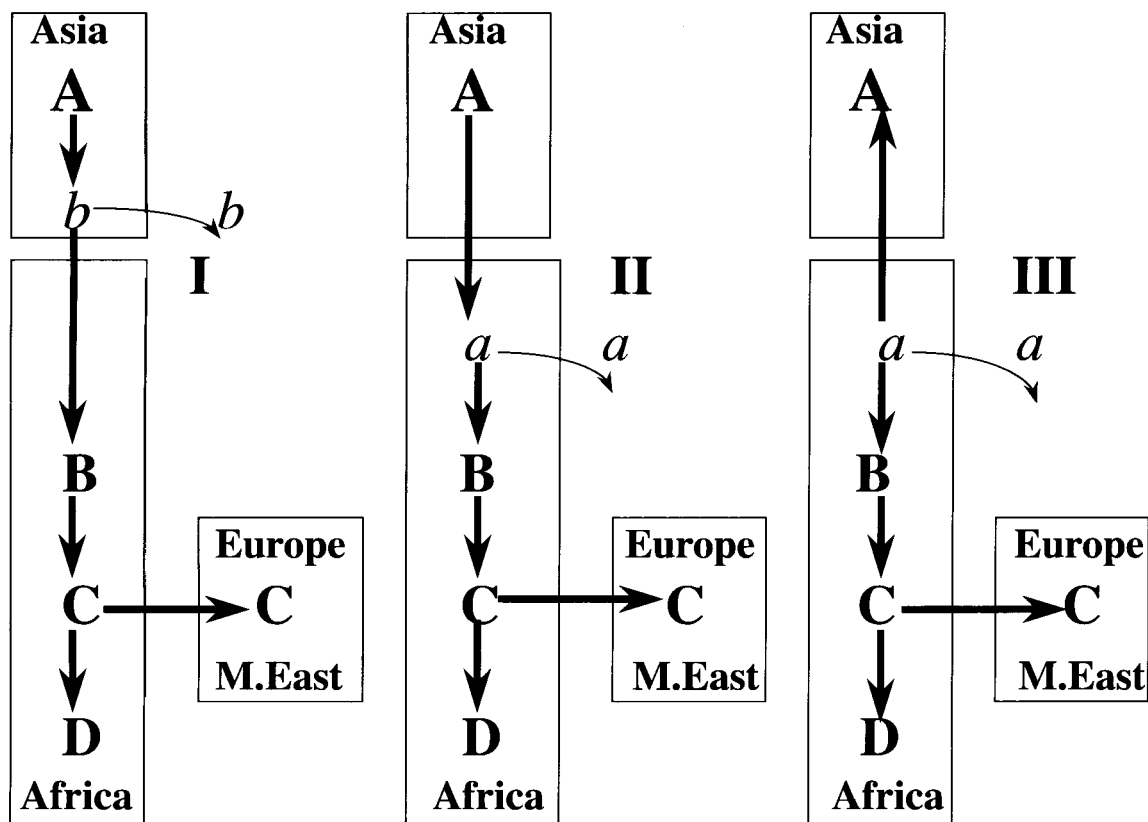 Asia
A
b b
I
B
Europe
C C
M.East
D
Africa
Asia
A
II
a a
B
Europe
C C
M.East
D
Africa
Asia
A
III
a a
B
Europe
C C
M.East
D
Africa